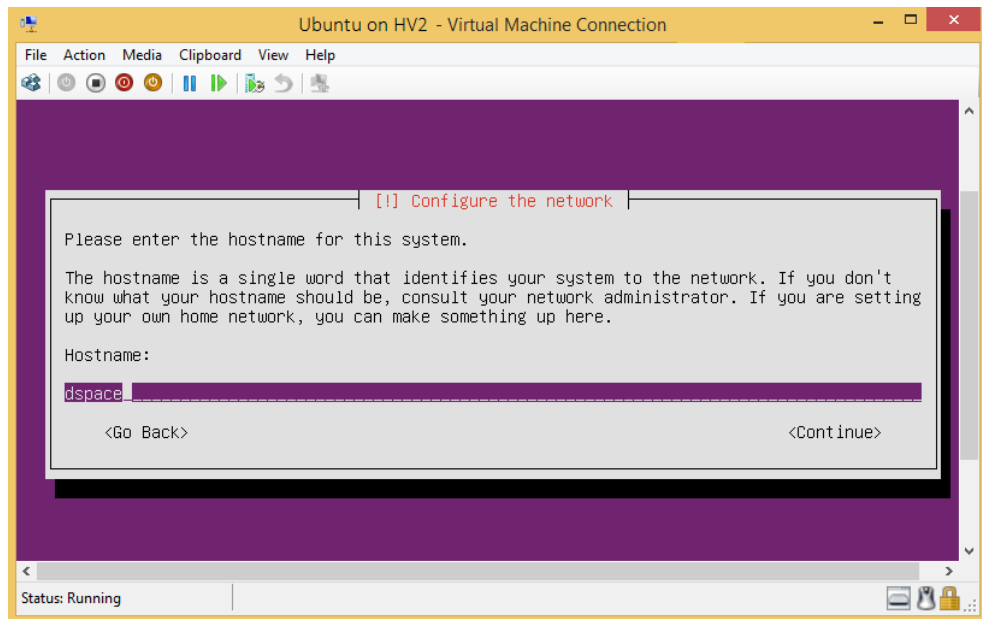 Ubuntu on HV2 - Virtual Machine Connection
File Action Media Clipboard View Help
[!] Configure the network
Please enter the hostname for this system.
The hostname is a single word that identifies your system to the network. If you don't
know what your hostname should be, consult your network administrator. If you are setting
up your own home network, you can make something up here.
Hostname:
dspace
<Go Back> <Continue>
Status: Running